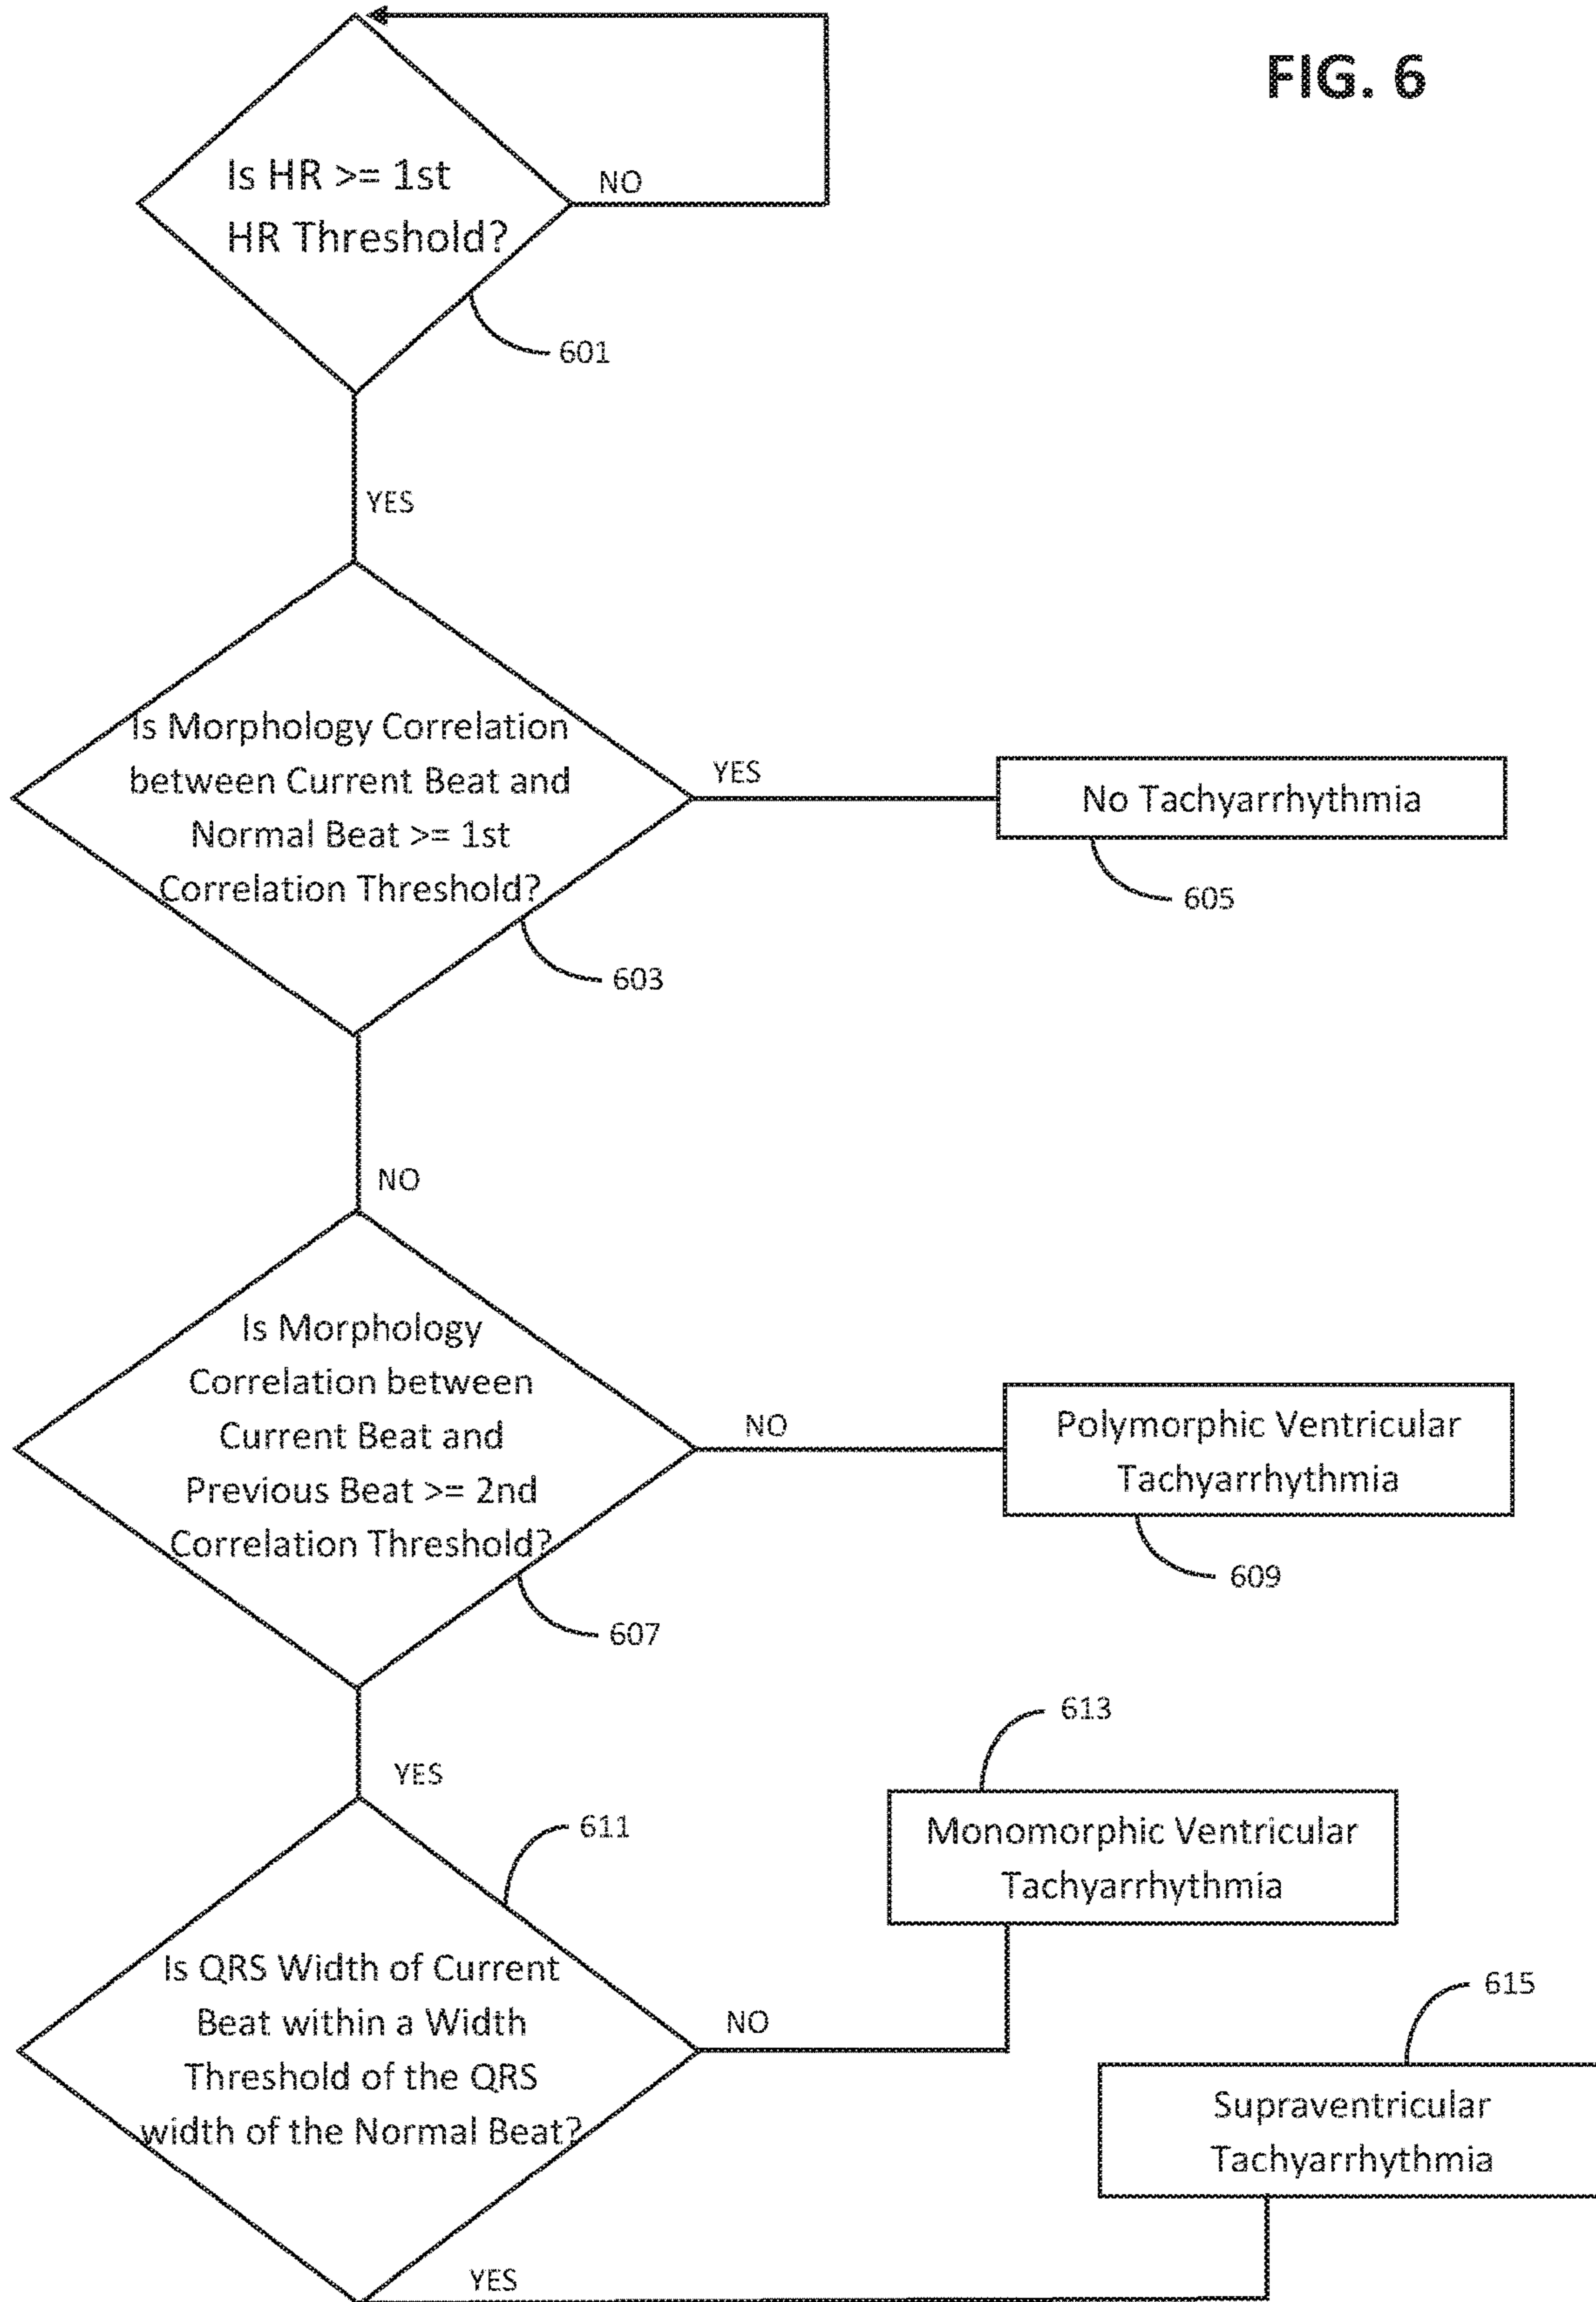 FIG. 6
Is HR >= 1st
HR Threshold?
NO
601
YES
Is Morphology Correlation
between Current Beat and
Normal Beat >= 1st
Correlation Threshold?
YES
No Tachyarrhythmia
605
603
NO
Is Morphology
Correlation between
Current Beat and
Previous Beat >= 2nd
Correlation Threshold?
NO
Polymorphic Ventricular
Tachyarrhythmia
609
607
YES
613
Monomorphic Ventricular
Tachyarrhythmia
611
Is QRS Width of Current
Beat within a Width
Threshold of the QRS
width of the Normal Beat?
NO
615
Supraventricular
Tachyarrhythmia
YES